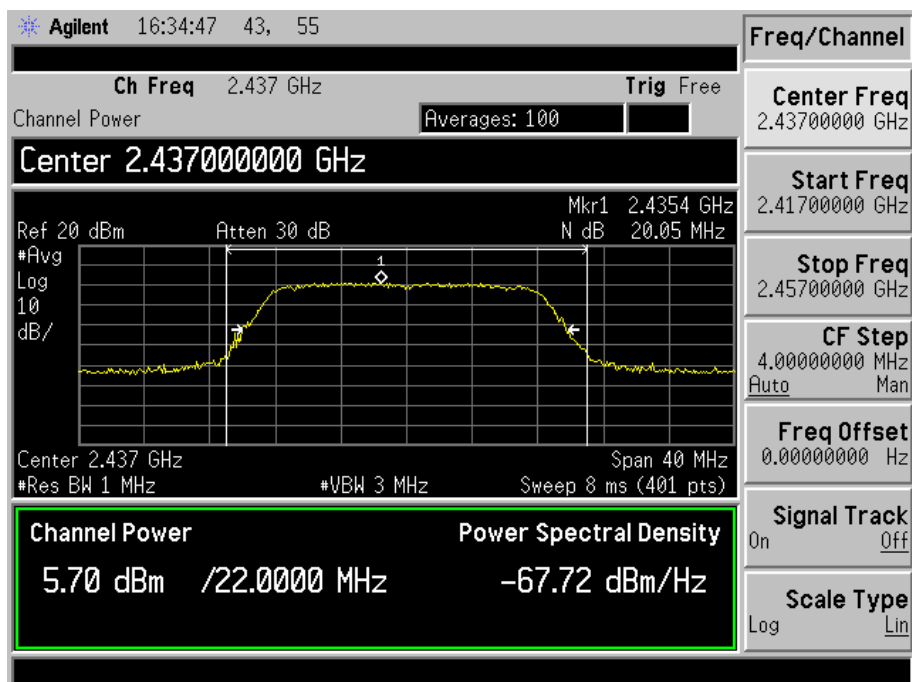 Agilent 16:34:47 43, 55
Freq/Channel
Ch Freq 2.437 GHz Trig Free
Channel Power Averages: 100
Center 2.437000000 GHz
Mkr1 2.4354 GHz
Ref 20 dBm Atten 30 dB N dB 20.05 MHz
#Avg
Log
10
dB/
1
Center 2.437 GHz Span 40 MHz
#Res BW 1 MHz #VBW 3 MHz Sweep 8 ms (401 pts)
Channel Power Power Spectral Density
5.70 dBm /22.0000 MHz -67.72 dBm/Hz
Center Freq
2.43700000 GHz
Start Freq
2.41700000 GHz
Stop Freq
2.45700000 GHz
CF Step
4.00000000 MHz
Auto Man
Freq Offset
0.00000000 Hz
Signal Track
On Off
Scale Type
Log Lin